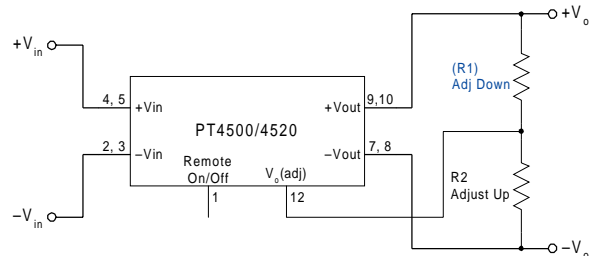 +Vo
+Vin
(R1)
Adj Down
4, 5
+Vin
+Vout
9,10
PT4500/4520
2, 3
–Vin
–Vout
7, 8
Remote
On/Off
Vo(adj)
1
12
R2
Adjust Up
–Vin
–Vo